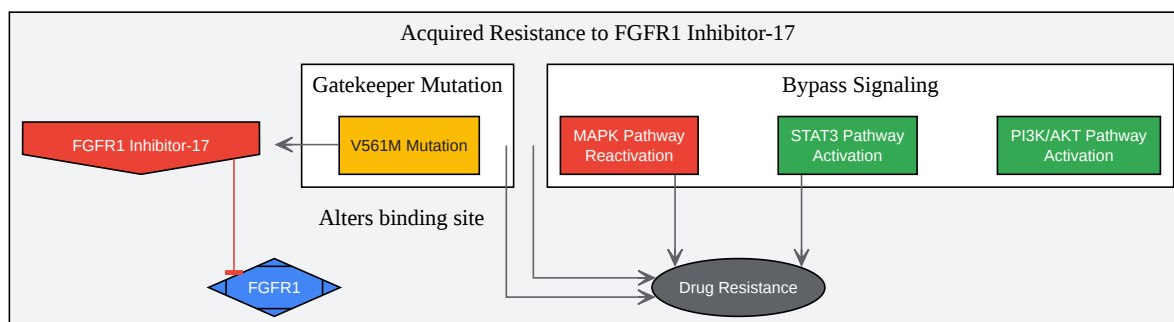 Acquired Resistance to FGFR1 Inhibitor-17
Gatekeeper Mutation
Bypass Signaling
FGFR1 Inhibitor-17
V561M Mutation
MAPK Pathway
Reactivation
STAT3 Pathway
Activation
PI3K/AKT Pathway
Activation
Alters binding site
FGFR1
Drug Resistance